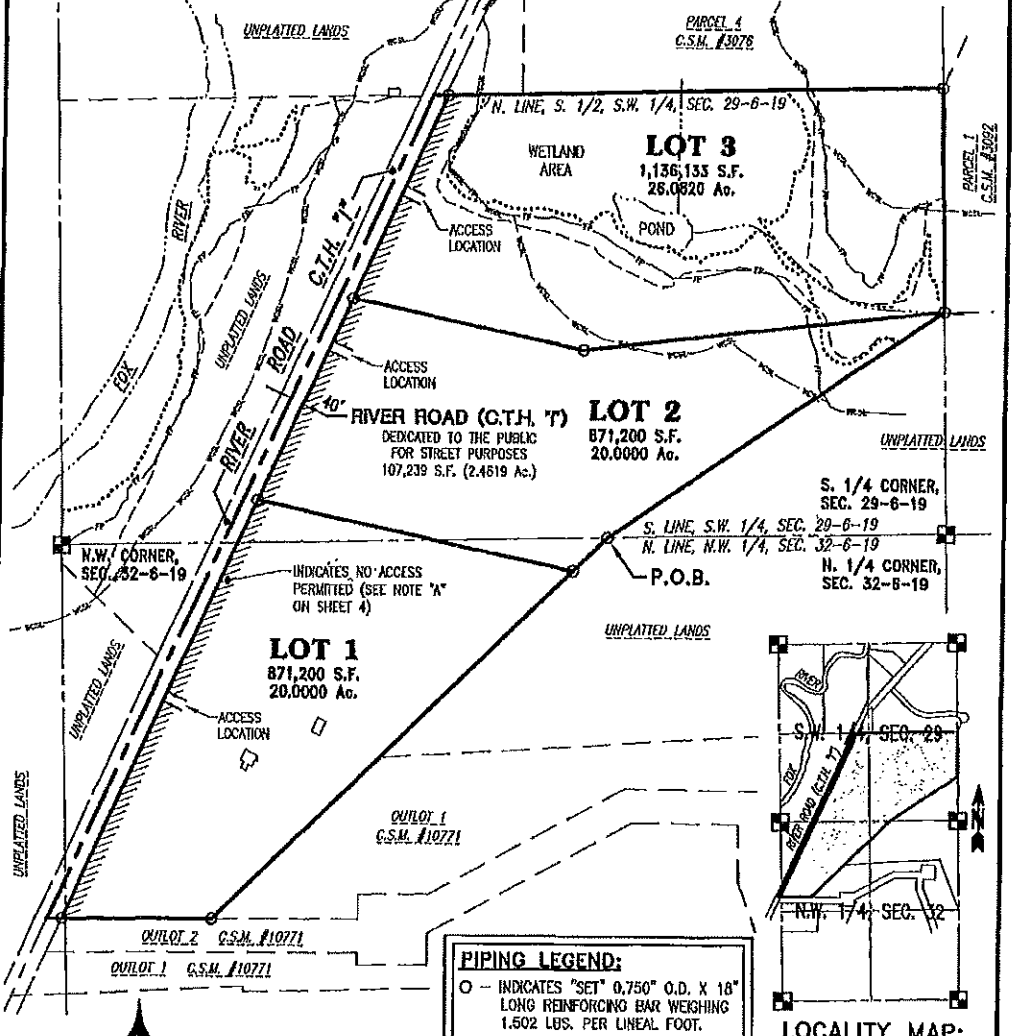 UNPLATTED LANDS
PARCEL 4
C.S.M. #3076
N. LINE, S. 1/2, S.W. 1/4, SEC. 29-6-19
WETLAND
AREA
LOT 3
1,136,133 S.F.
26.0820 Ac.
PARCEL 1
C.S.M. #3092
POND
ACCESS
LOCATION
C.T.H. "I"
RIVER
FOX
UNPLATTED LANDS
ROAD
RIVER
ACCESS
LOCATION
40'
RIVER ROAD (C.T.H. "I")
DEDICATED TO THE PUBLIC
FOR STREET PURPOSES
107,239 S.F. (2.4619 Ac.)
LOT 2
871,200 S.F.
20.0000 Ac.
UNPLATTED LANDS
S. 1/4 CORNER,
SEC. 29-6-19
S. LINE, S.W. 1/4, SEC. 29-6-19
N. LINE, N.W. 1/4, SEC. 32-6-19
N. 1/4 CORNER,
SEC. 32-6-19
P.O.B.
N.W. CORNER,
SEC. 32-6-19
INDICATES NO ACCESS
PERMITTED (SEE NOTE "A"
ON SHEET 4)
UNPLATTED LANDS
LOT 1
871,200 S.F.
20.0000 Ac.
UNPLATTED LANDS
ACCESS
LOCATION
UNPLATTED LANDS
OUTLOT 1
C.S.M. #10771
OUTLOT 2 C.S.M. #10771
OUTLOT 1 C.S.M. #10771
RIVER
FOX
S.W. 1/4, SEC. 29
RIVER ROAD (C.T.H. "I")
N
N.W. 1/4, SEC. 32
PIPING LEGEND:
O - INDICATES "SET" 0.750" O.D. X 18"
LONG REINFORCING BAR WEIGHING
1.502 LBS. PER LINEAL FOOT.
LOCALITY MAP: